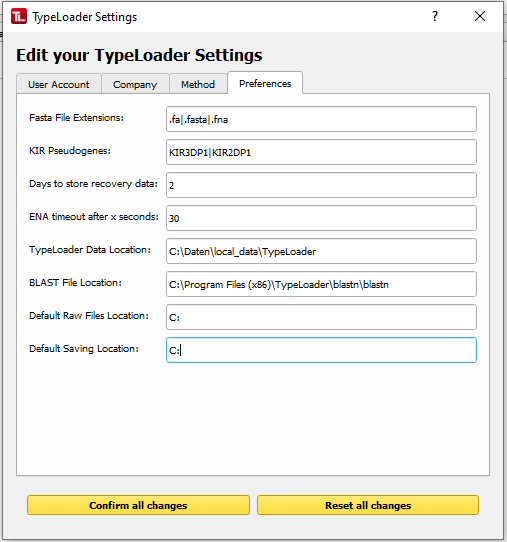 TL TypeLoader Settings ?
Edit your TypeLoader Settings
User Account Company Method Preferences
Fasta File Extensions: .fa|.fasta|.fna
KIR Pseudogenes: KIR3DP1|KIR2DP1
Days to store recovery data: 2
ENA timeout after x seconds: 30
TypeLoader Data Location: C:\Daten\local_data\TypeLoader
BLAST File Location: C:\Program Files (x86)\TypeLoader\blastn\blastn
Default Raw Files Location: C:
Default Saving Location: C:
Confirm all changes Reset all changes